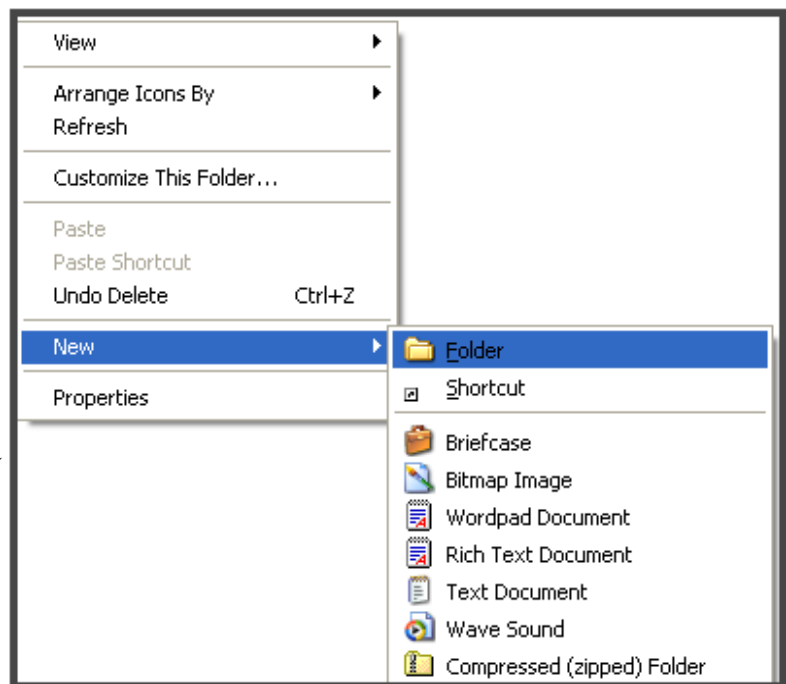 View
Arrange Icons By
Refresh
Customize This Folder...
Paste
Paste Shortcut
Undo Delete Ctrl+Z
New
Properties
Folder
Shortcut
Briefcase
Bitmap Image
Wordpad Document
Rich Text Document
Text Document
Wave Sound
Compressed (zipped) Folder